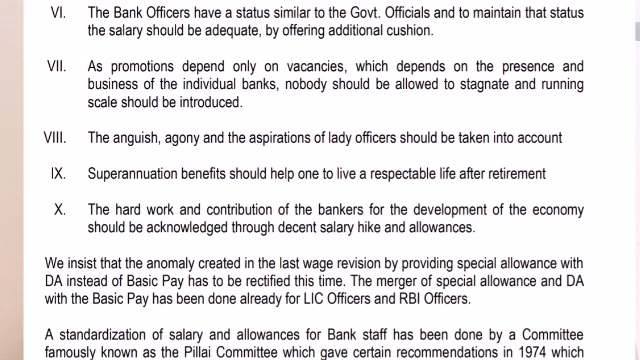 VI. The Bank Officers have a status similar to the Govt. Officials and to maintain that status
the salary should be adequate, by offering additional cushion.
VII. As promotions depend only on vacancies, which depends on the presence and
business of the individual banks, nobody should be allowed to stagnate and running
scale should be introduced.
VIII. The anguish, agony and the aspirations of lady officers should be taken into account
IX. Superannuation benefits should help one to live a respectable life after retirement
X. The hard work and contribution of the bankers for the development of the economy
should be acknowledged through decent salary hike and allowances.
We insist that the anomaly created in the last wage revision by providing special allowance with
DA instead of Basic Pay has to be rectified this time. The merger of special allowance and DA
with the Basic Pay has been done already for LIC Officers and RBI Officers.
A standardization of salary and allowances for Bank staff has been done by a Committee
famously known as the Pillai Committee which gave certain recommendations in 1974 which